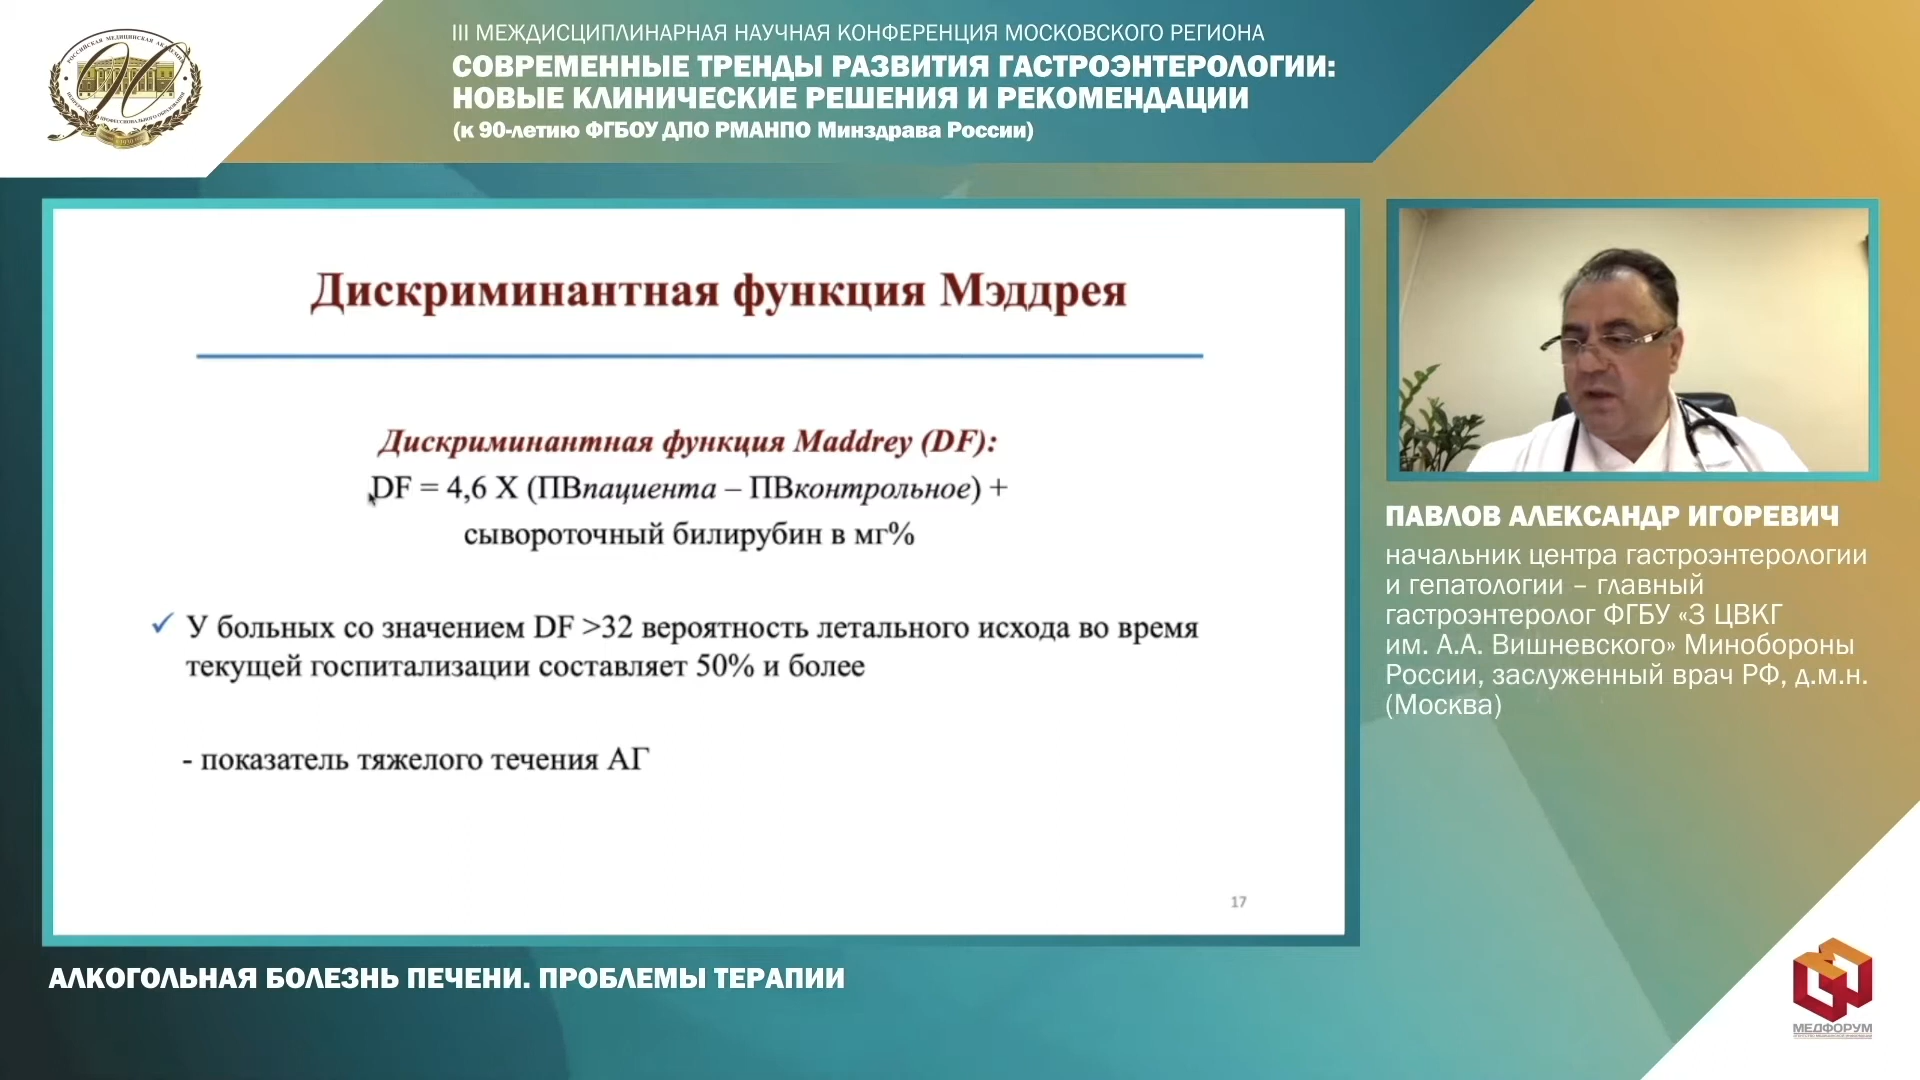 III МЕЖДИСЦИПЛИНАРНАЯ НАУЧНАЯ КОНФЕРЕНЦИЯ МОСКОВСКОГО РЕГИОНА
СОВРЕМЕННЫЕ ТРЕНДЫ РАЗВИТИЯ ГАСТРОЭНТЕРОЛОГИИ:
НОВЫЕ КЛИНИЧЕСКИЕ РЕШЕНИЯ И РЕКОМЕНДАЦИИ
(к 90-летию ФГБОУ ДПО РМАНПО Минздрава России)
Дискриминантная функция Мэддрея
Дискриминантная функция Maddrey (DF):
DF = 4,6 X (ПВпациента – ПВконтрольное) +
сывороточный билирубин в мг%
✓ У больных со значением DF >32 вероятность летального исхода во время
текущей госпитализации составляет 50% и более
- показатель тяжелого течения АГ
17
ПАВЛОВ АЛЕКСАНДР ИГОРЕВИЧ
начальник центра гастроэнтерологии
и гепатологии – главный
гастроэнтеролог ФГБУ «3 ЦВКГ
им. А.А. Вишневского» Минобороны
России, заслуженный врач РФ, д.м.н.
(Москва)
АЛКОГОЛЬНАЯ БОЛЕЗНЬ ПЕЧЕНИ. ПРОБЛЕМЫ ТЕРАПИИ
МЕДФОРУМ